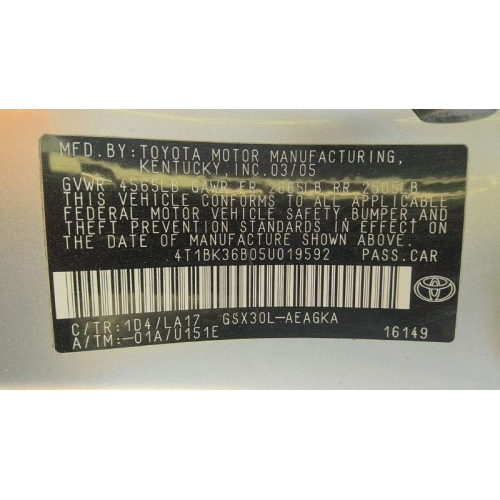 MFD. BY: TOYOTA MOTOR MANUFACTURING,
KENTUCKY, INC. 03/05
GVWR 4565LB GAWR FR 2665LB RR 2505LB
THIS VEHICLE CONFORMS TO ALL APPLICABLE
FEDERAL MOTOR VEHICLE SAFETY, BUMPER, AND
THEFT PREVENTION STANDARDS IN EFFECT ON
THE DATE OF MANUFACTURE SHOWN ABOVE.
4T1BK36B05U019592 PASS. CAR
C/TR: 1D4/LA17 GSX30L-AEAGKA
A/TM: -01A/U151E 16149